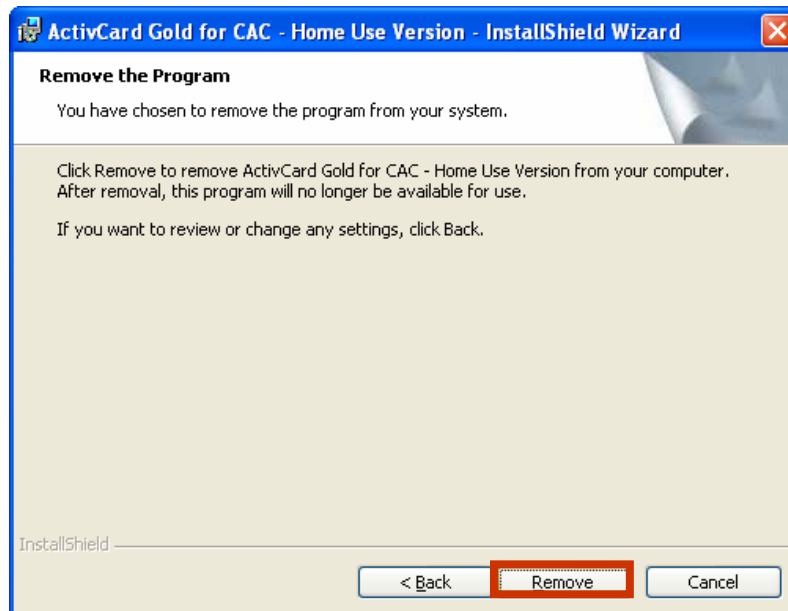 ActivCard Gold for CAC - Home Use Version - InstallShield Wizard
Remove the Program
You have chosen to remove the program from your system.
Click Remove to remove ActivCard Gold for CAC - Home Use Version from your computer.
After removal, this program will no longer be available for use.
If you want to review or change any settings, click Back.
InstallShield
< Back Remove Cancel